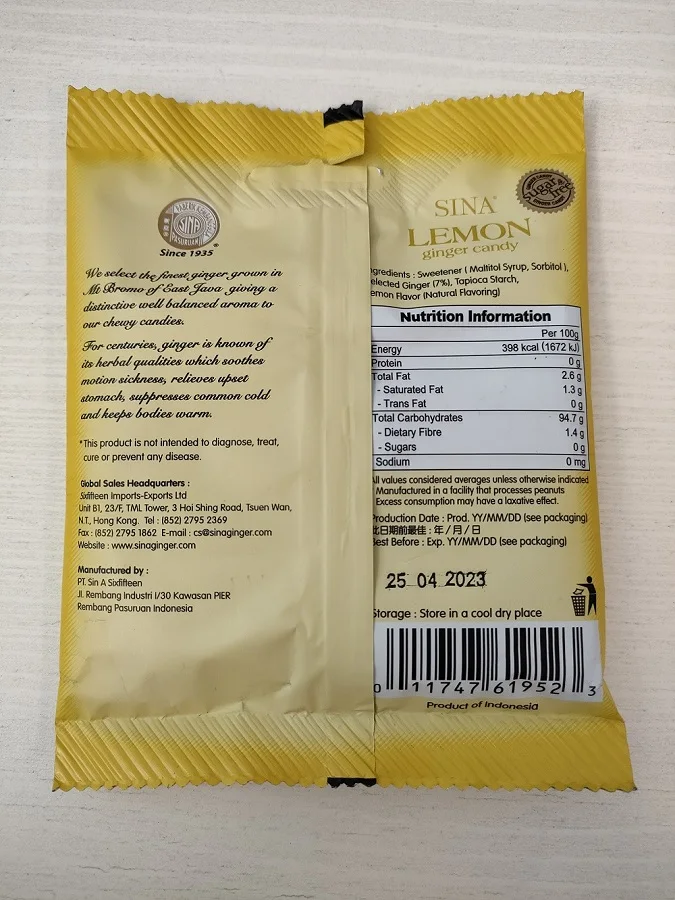 SINA
PASURUAN
Since 1935
We select the finest ginger grown in
Mt Bromo of East Java giving a
distinctive well balanced aroma to
our chewy candies.
For centuries, ginger is known of
its herbal qualities which soothes
motion sickness, relieves upset
stomach, suppresses common cold
and keeps bodies warm.
*This product is not intended to diagnose, treat,
cure or prevent any disease.
Global Sales Headquarters :
Sixfifteen Imports-Exports Ltd
Unit B1, 23/F, TML Tower, 3 Hoi Shing Road, Tsuen Wan,
N.T., Hong Kong. Tel : (852) 2795 2369
Fax : (852) 2795 1862 E-mail : cs@sinaginger.com
Website : www.sinaginger.com
Manufactured by :
PT. Sin A Sixfifteen
Jl. Rembang Industri I/30 Kawasan PIER
Rembang Pasuruan Indonesia
Sugar free
SINA®
LEMON
ginger candy
gredients : Sweetener ( Maltitol Syrup, Sorbitol ),
elected Ginger (7%), Tapioca Starch,
emon Flavor (Natural Flavoring)
Nutrition Information
Per 100g
Energy 398 kcal (1672 kJ)
Protein 0 g
Total Fat 2.6 g
- Saturated Fat 1.3 g
- Trans Fat 0 g
Total Carbohydrates 94.7 g
- Dietary Fibre 1.4 g
- Sugars 0 g
Sodium 0 mg
All values considered averages unless otherwise indicated
Manufactured in a facility that processes peanuts
Excess consumption may have a laxative effect.
Production Date : Prod. YY/MM/DD (see packaging)
此日期前最佳 : 年 / 月 / 日
Best Before : Exp. YY/MM/DD (see packaging)
25 04 2023
Storage : Store in a cool dry place
0 11747 61952 3
Product of Indonesia